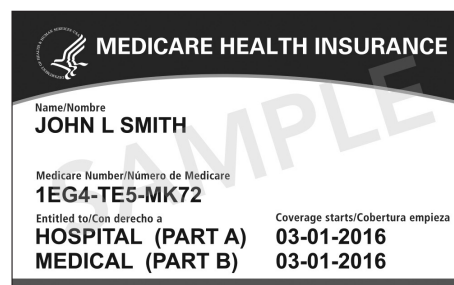 MEDICARE HEALTH INSURANCE
Name/Nombre
JOHN L SMITH
Medicare Number/Número de Medicare
1EG4-TE5-MK72
Entitled to/Con derecho a
Coverage starts/Cobertura empieza
HOSPITAL (PART A) 03-01-2016
MEDICAL (PART B) 03-01-2016
SAMPLE